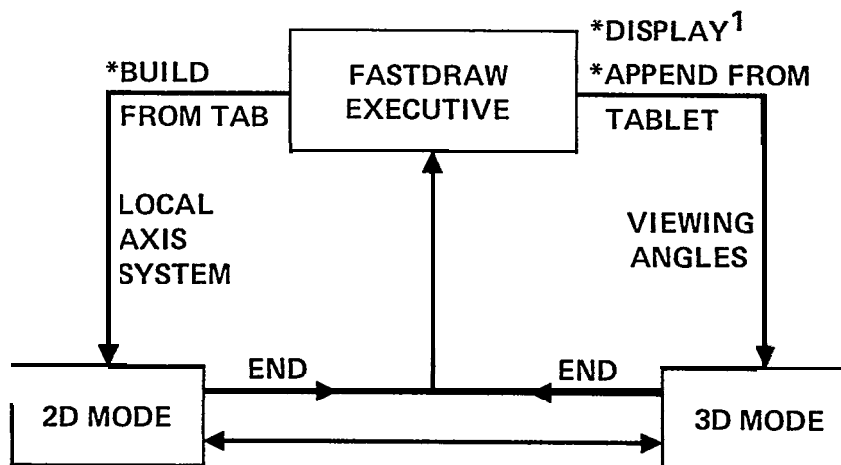 *BUILD
FROM TAB
FASTDRAW
EXECUTIVE
*DISPLAY1
*APPEND FROM
TABLET
LOCAL
AXIS
SYSTEM
VIEWING
ANGLES
END
END
2D MODE
3D MODE